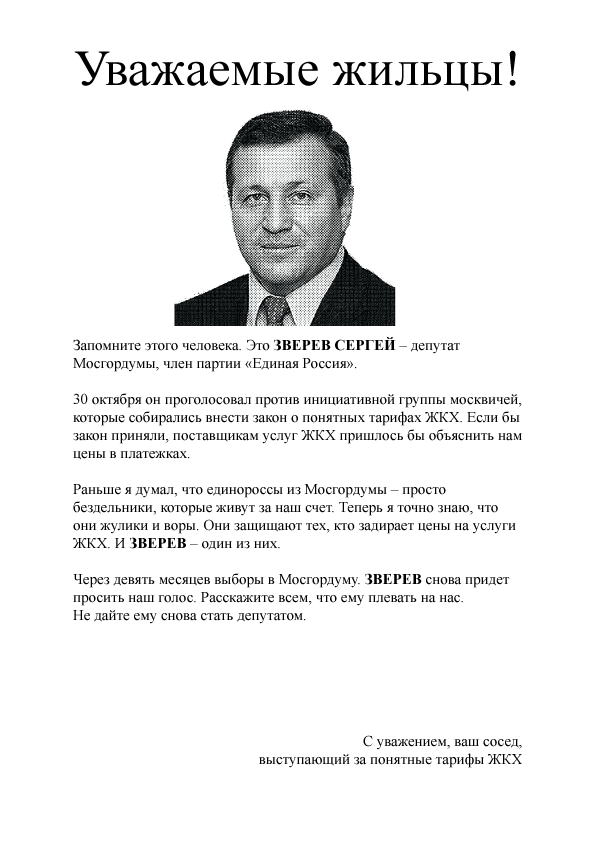 Уважаемые жильцы!
Запомните этого человека. Это ЗВЕРЕВ СЕРГЕЙ – депутат
Мосгордумы, член партии «Единая Россия».
30 октября он проголосовал против инициативной группы москвичей,
которые собирались внести закон о понятных тарифах ЖКХ. Если бы
закон приняли, поставщикам услуг ЖКХ пришлось бы объяснить нам
цены в платежках.
Раньше я думал, что единороссы из Мосгордумы – просто
бездельники, которые живут за наш счет. Теперь я точно знаю, что
они жулики и воры. Они защищают тех, кто задирает цены на услуги
ЖКХ. И ЗВЕРЕВ – один из них.
Через девять месяцев выборы в Мосгордуму. ЗВЕРЕВ снова придет
просить наш голос. Расскажите всем, что ему плевать на нас.
Не дайте ему снова стать депутатом.
С уважением, ваш сосед,
выступающий за понятные тарифы ЖКХ